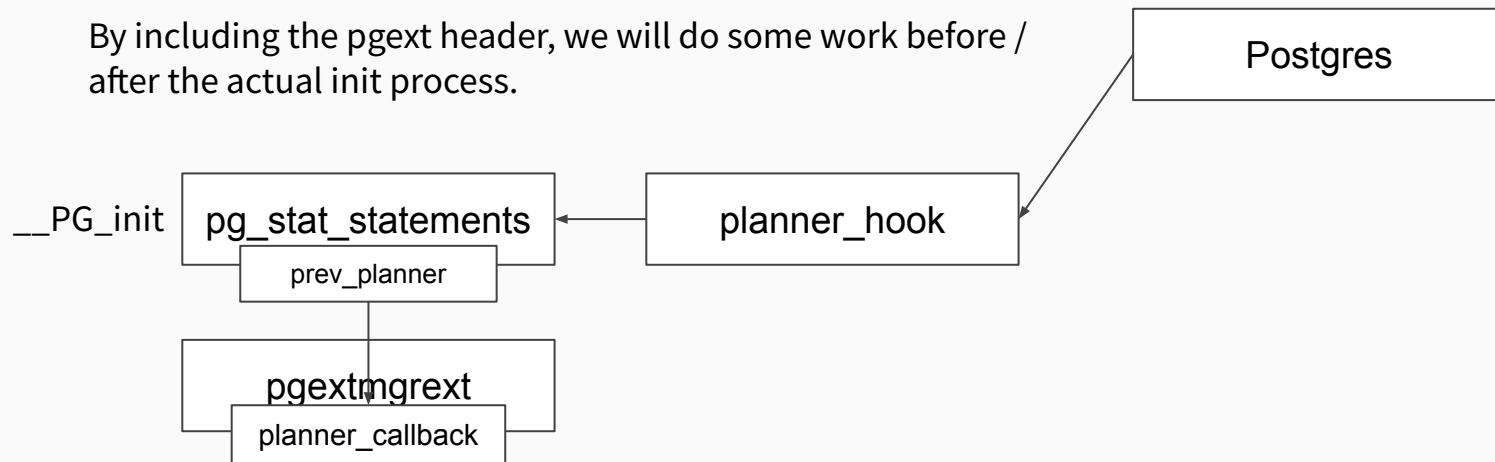 By including the pgext header, we will do some work before /
after the actual init process.
Postgres
__PG_init
pg_stat_statements
planner_hook
prev_planner
pgextmgrext
planner_callback